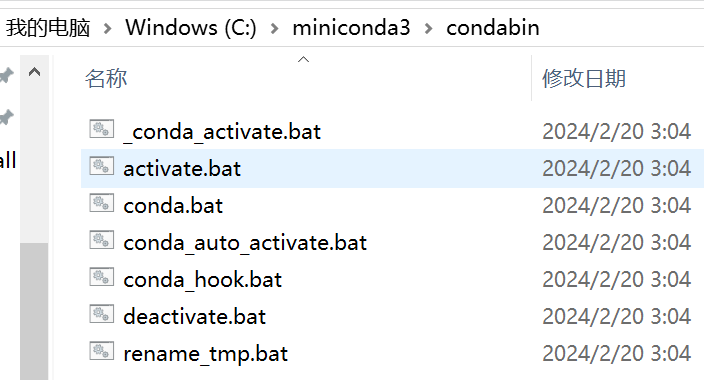 我的电脑 > Windows (C:) > miniconda3 > condabin
名称 修改日期
_conda_activate.bat 2024/2/20 3:04
all
activate.bat 2024/2/20 3:04
conda.bat 2024/2/20 3:04
conda_auto_activate.bat 2024/2/20 3:04
conda_hook.bat 2024/2/20 3:04
deactivate.bat 2024/2/20 3:04
rename_tmp.bat 2024/2/20 3:04